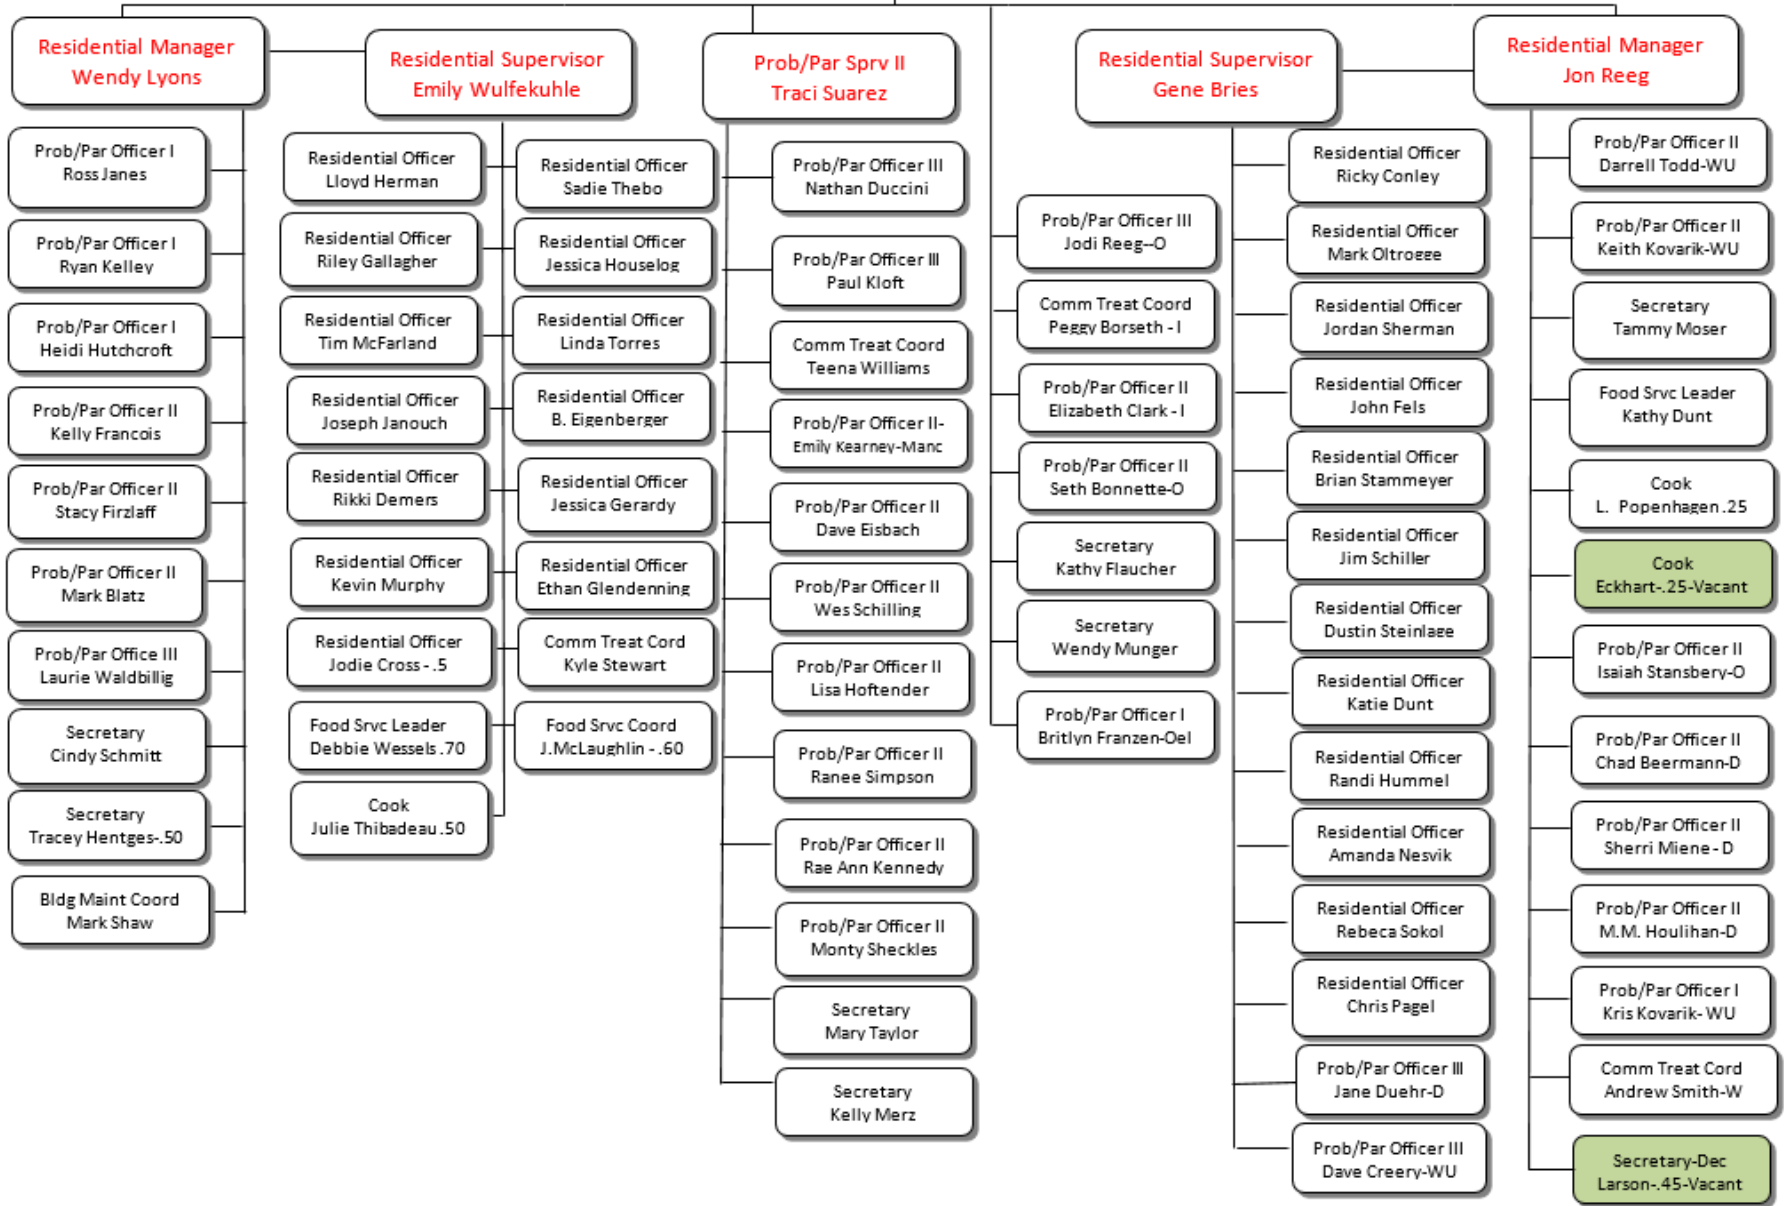 Residential Manager
Wendy Lyons
Prob/Par Officer I
Ross Janes
Prob/Par Officer I
Ryan Kelley
Prob/Par Officer I
Heidi Hutchcroft
Prob/Par Officer II
Kelly Francois
Prob/Par Officer II
Stacy Firzlaff
Prob/Par Officer II
Mark Blatz
Prob/Par Office III
Laurie Waldbillig
Secretary
Cindy Schmitt
Secretary
Tracey Hentges-.50
Bldg Maint Coord
Mark Shaw
Residential Supervisor
Emily Wulfekuhle
Residential Officer
Lloyd Herman
Residential Officer
Riley Gallagher
Residential Officer
Tim McFarland
Residential Officer
Joseph Janouch
Residential Officer
Rikki Demers
Residential Officer
Kevin Murphy
Residential Officer
Jodie Cross - .5
Food Srvc Leader
Debbie Wessels .70
Cook
Julie Thibadeau .50
Residential Officer
Sadie Thebo
Residential Officer
Jessica Houselog
Residential Officer
Linda Torres
Residential Officer
B. Eigenberger
Residential Officer
Jessica Gerardy
Residential Officer
Ethan Glendenning
Comm Treat Cord
Kyle Stewart
Food Srvc Coord
J.McLaughlin - .60
Prob/Par Sprv II
Traci Suarez
Prob/Par Officer III
Nathan Duccini
Prob/Par Officer III
Paul Kloft
Comm Treat Coord
Teena Williams
Prob/Par Officer II-
Emily Kearney-Manc
Prob/Par Officer II
Dave Eisbach
Prob/Par Officer II
Wes Schilling
Prob/Par Officer II
Lisa Hoftender
Prob/Par Officer II
Ranee Simpson
Prob/Par Officer II
Rae Ann Kennedy
Prob/Par Officer II
Monty Sheckles
Secretary
Mary Taylor
Secretary
Kelly Merz
Prob/Par Officer III
Jodi Reeg--O
Comm Treat Coord
Peggy Borseth - I
Prob/Par Officer II
Elizabeth Clark - I
Prob/Par Officer II
Seth Bonnette-O
Secretary
Kathy Flaucher
Secretary
Wendy Munger
Prob/Par Officer I
Britlyn Franzen-Oel
Residential Supervisor
Gene Bries
Residential Officer
Ricky Conley
Residential Officer
Mark Oltrogge
Residential Officer
Jordan Sherman
Residential Officer
John Fels
Residential Officer
Brian Stammeyer
Residential Officer
Jim Schiller
Residential Officer
Dustin Steinlage
Residential Officer
Katie Dunt
Residential Officer
Randi Hummel
Residential Officer
Amanda Nesvik
Residential Officer
Rebeca Sokol
Residential Officer
Chris Pagel
Prob/Par Officer III
Jane Duehr-D
Prob/Par Officer III
Dave Creery-WU
Residential Manager
Jon Reeg
Prob/Par Officer II
Darrell Todd-WU
Prob/Par Officer II
Keith Kovarik-WU
Secretary
Tammy Moser
Food Srvc Leader
Kathy Dunt
Cook
L. Popenhagen .25
Cook
Eckhart-.25-Vacant
Prob/Par Officer II
Isaiah Stansbery-O
Prob/Par Officer II
Chad Beermann-D
Prob/Par Officer II
Sherri Miene - D
Prob/Par Officer II
M.M. Houlihan-D
Prob/Par Officer I
Kris Kovarik- WU
Comm Treat Cord
Andrew Smith-W
Secretary-Dec
Larson-.45-Vacant